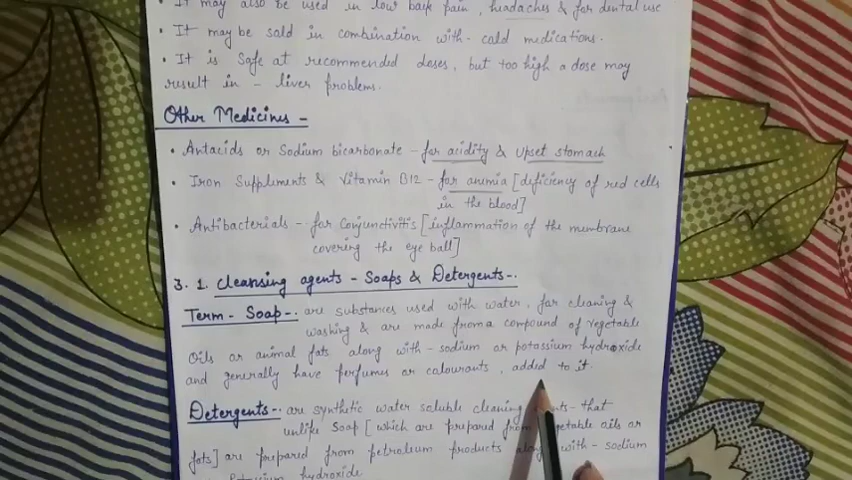 • It may also be used in low back pain, headaches & for dental use
• It may be sold in combination with - cold medications.
• It is safe at recommended doses, but too high a dose may
result in - liver problems.
Other Medicines -
• Antacids or Sodium bicarbonate - for acidity & Upset stomach
• Iron Supplements & Vitamin B12 - for anemia [deficiency of red cells
in the blood]
• Antibacterials - for Conjunctivitis [inflammation of the membrane
covering the eye ball]
3. 1. Cleansing agents - Soaps & Detergents -.
Term - Soap -. are substances used with water, for cleaning &
washing & are made from a compound of vegetable
Oils or animal fats along with - sodium or potassium hydroxide
and generally have perfumes or colourants, added to it.
Detergents -. are synthetic water soluble cleaning that
unlike Soap [which are prepared from vegetable oils or
fats] are prepared from petroleum products along with - sodium
hydroxide